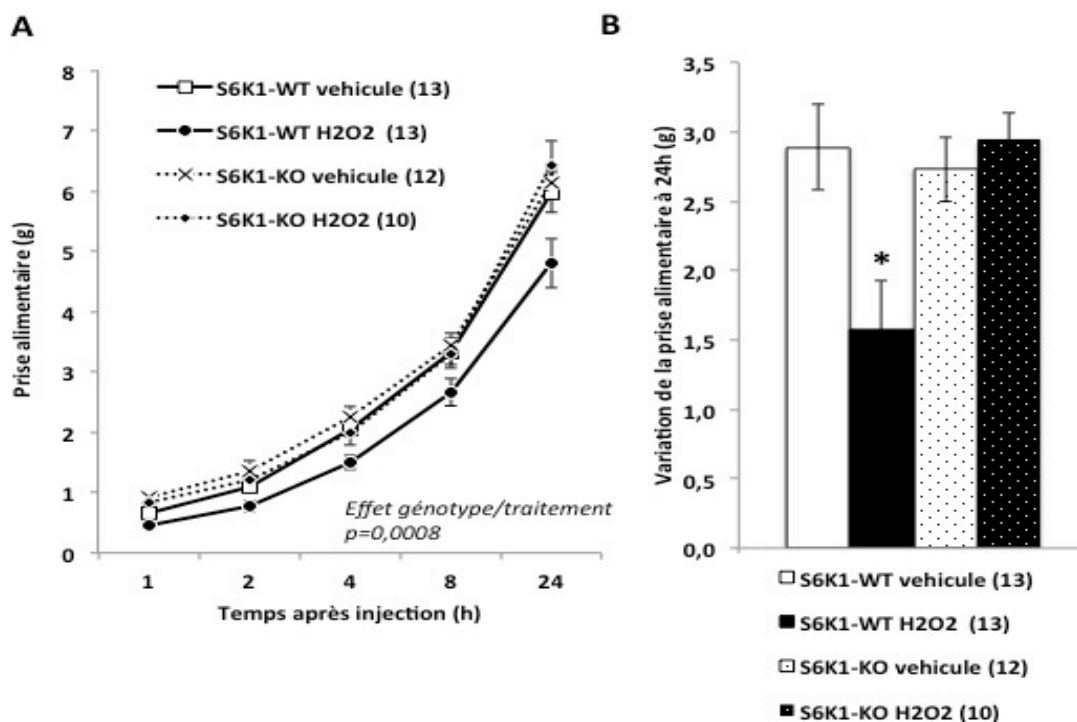 A
Prise alimentaire (g)
8
7
6
5
4
3
2
1
0
S6K1-WT vehicule (13)
S6K1-WT H2O2 (13)
S6K1-KO vehicule (12)
S6K1-KO H2O2 (10)
Effet génotype/traitement
p=0,0008
1 2 4 8 24
Temps après injection (h)
B
Variation de la prise alimentaire à 24h (g)
3,5
3,0
2,5
2,0
1,5
1,0
0,5
0,0
*
S6K1-WT vehicule (13)
S6K1-WT H2O2 (13)
S6K1-KO vehicule (12)
S6K1-KO H2O2 (10)